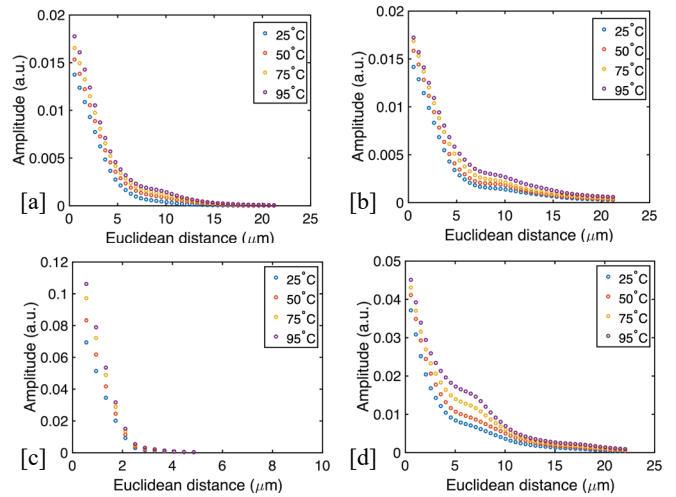 [a]
Amplitude (a.u.)
0.02
0.015
0.01
0.005
0
0 5 10 15 20 25
Euclidean distance (μm)
25°C
50°C
75°C
95°C
[b]
Amplitude (a.u.)
0.02
0.015
0.01
0.005
0
0 5 10 15 20 25
Euclidean distance (μm)
25°C
50°C
75°C
95°C
[c]
Amplitude (a.u.)
0.12
0.1
0.08
0.06
0.04
0.02
0
0 2 4 6 8 10
Euclidean distance (μm)
25°C
50°C
75°C
95°C
[d]
Amplitude (a.u.)
0.05
0.04
0.03
0.02
0.01
0
0 5 10 15 20 25
Euclidean distance (μm)
25°C
50°C
75°C
95°C